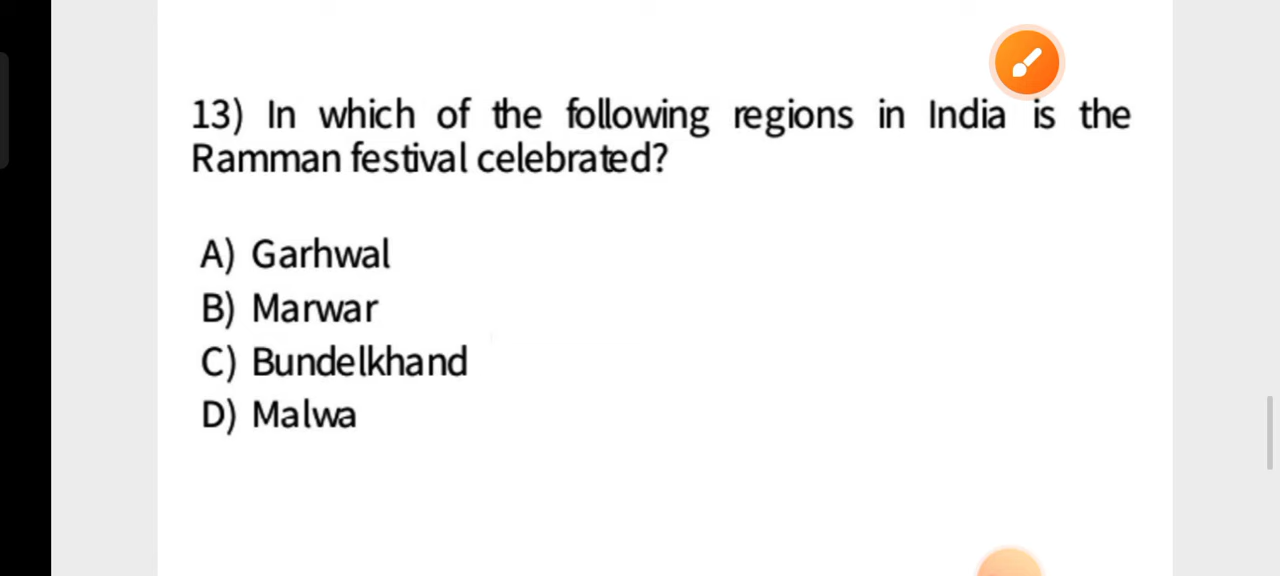 13) In which of the following regions in India is the
Ramman festival celebrated?
A) Garhwal
B) Marwar
C) Bundelkhand
D) Malwa